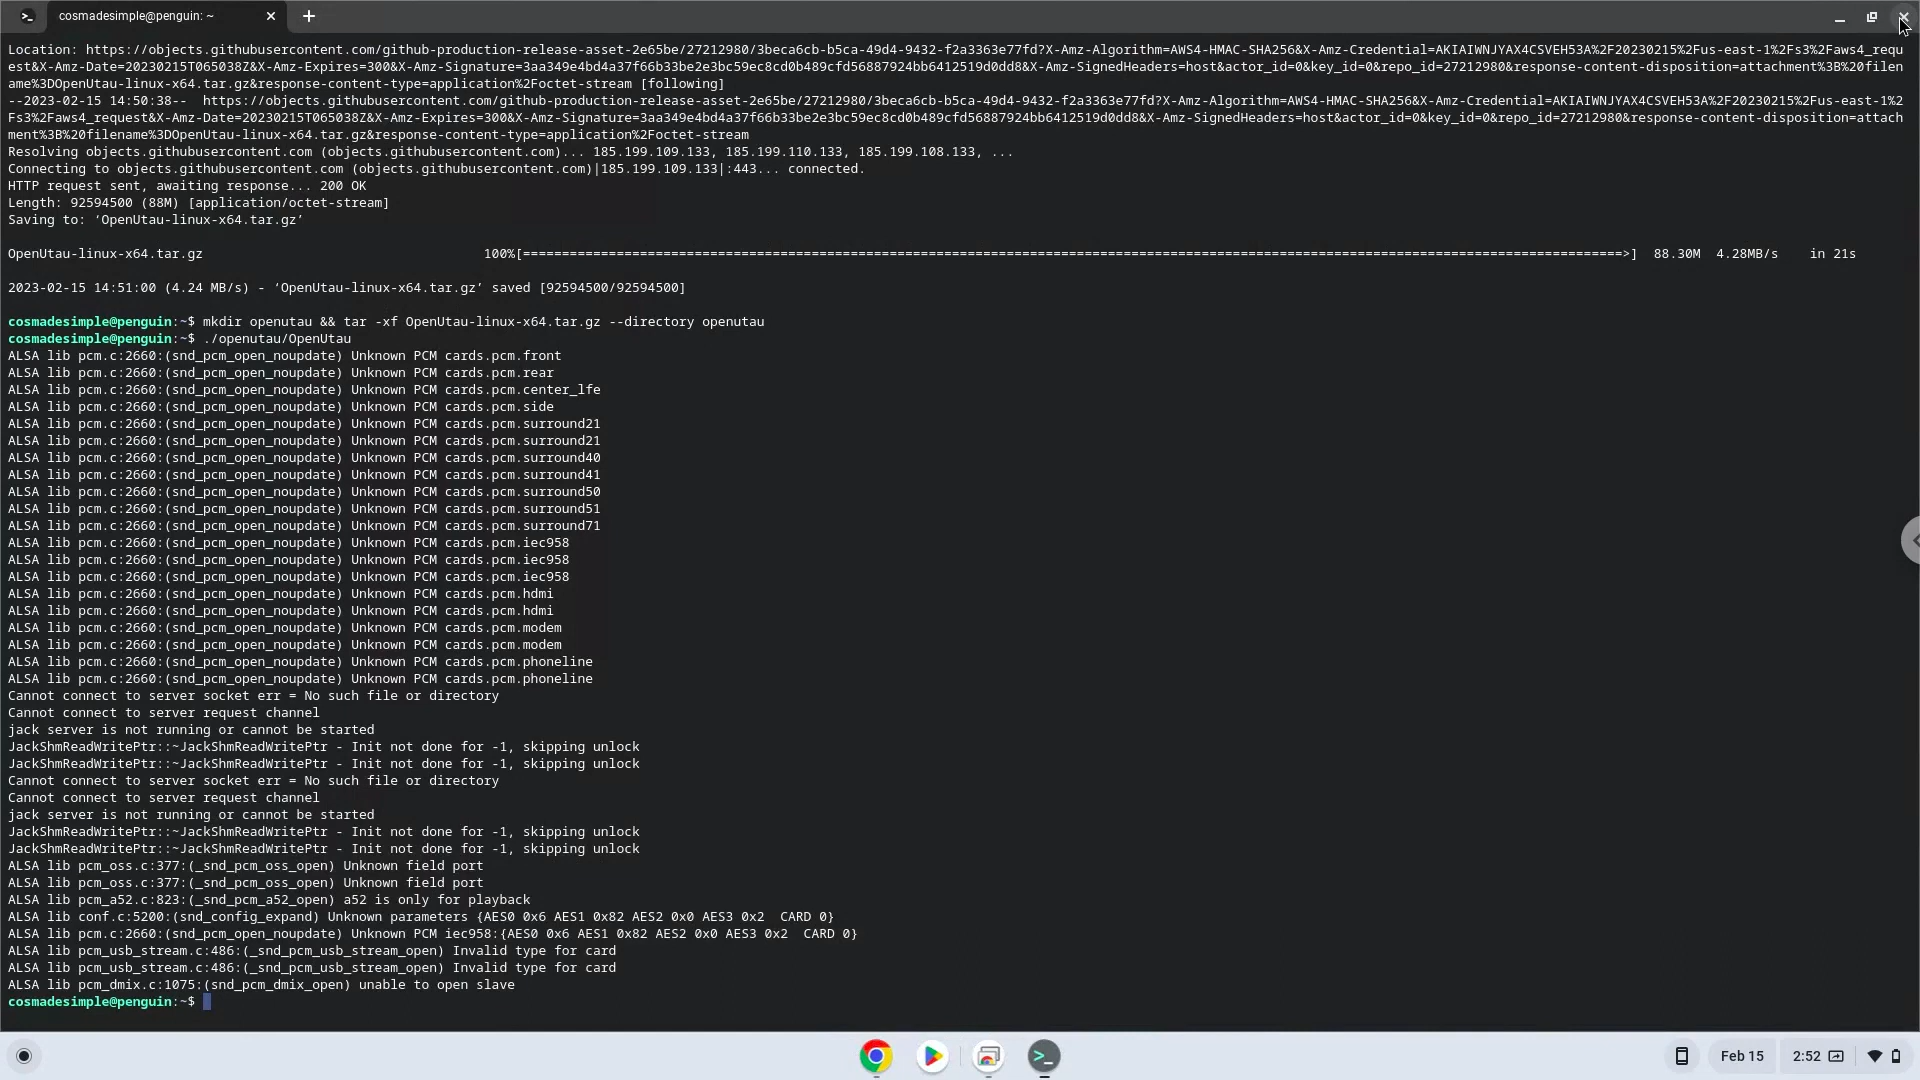 cosmadesimple@penguin: ~
Location: https://objects.githubusercontent.com/github-production-release-asset-2e65be/27212980/3beca6cb-b5ca-49d4-9432-f2a3363e77fd?X-Amz-Algorithm=AWS4-HMAC-SHA256&X-Amz-Credential=AKIAIWNJYAX4CSVEH53A%2F20230215%2Fus-east-1%2Fs3%2Faws4_requ
est&X-Amz-Date=20230215T065038Z&X-Amz-Expires=300&X-Amz-Signature=3aa349e4bd4a37f66b33be2e3bc59ec8cd0b489cfd56887924bb6412519d0dd8&X-Amz-SignedHeaders=host&actor_id=0&key_id=0&repo_id=27212980&response-content-disposition=attachment%3B%20filen
ame%3DOpenUtau-linux-x64.tar.gz&response-content-type=application%2Foctet-stream [following]
--2023-02-15 14:50:38--  https://objects.githubusercontent.com/github-production-release-asset-2e65be/27212980/3beca6cb-b5ca-49d4-9432-f2a3363e77fd?X-Amz-Algorithm=AWS4-HMAC-SHA256&X-Amz-Credential=AKIAIWNJYAX4CSVEH53A%2F20230215%2Fus-east-1%2
Fs3%2Faws4_request&X-Amz-Date=20230215T065038Z&X-Amz-Expires=300&X-Amz-Signature=3aa349e4bd4a37f66b33be2e3bc59ec8cd0b489cfd56887924bb6412519d0dd8&X-Amz-SignedHeaders=host&actor_id=0&key_id=0&repo_id=27212980&response-content-disposition=attach
ment%3B%20filename%3DOpenUtau-linux-x64.tar.gz&response-content-type=application%2Foctet-stream
Resolving objects.githubusercontent.com (objects.githubusercontent.com)... 185.199.109.133, 185.199.110.133, 185.199.108.133, ...
Connecting to objects.githubusercontent.com (objects.githubusercontent.com)|185.199.109.133|:443... connected.
HTTP request sent, awaiting response... 200 OK
Length: 92594500 (88M) [application/octet-stream]
Saving to: ‘OpenUtau-linux-x64.tar.gz’
OpenUtau-linux-x64.tar.gz 100%[=============================================================================================================================================>] 88.30M 4.28MB/s in 21s
2023-02-15 14:51:00 (4.24 MB/s) - ‘OpenUtau-linux-x64.tar.gz’ saved [92594500/92594500]
cosmadesimple@penguin:~$ mkdir openutau && tar -xf OpenUtau-linux-x64.tar.gz --directory openutau
cosmadesimple@penguin:~$ ./openutau/OpenUtau
ALSA lib pcm.c:2660:(snd_pcm_open_noupdate) Unknown PCM cards.pcm.front
ALSA lib pcm.c:2660:(snd_pcm_open_noupdate) Unknown PCM cards.pcm.rear
ALSA lib pcm.c:2660:(snd_pcm_open_noupdate) Unknown PCM cards.pcm.center_lfe
ALSA lib pcm.c:2660:(snd_pcm_open_noupdate) Unknown PCM cards.pcm.side
ALSA lib pcm.c:2660:(snd_pcm_open_noupdate) Unknown PCM cards.pcm.surround21
ALSA lib pcm.c:2660:(snd_pcm_open_noupdate) Unknown PCM cards.pcm.surround21
ALSA lib pcm.c:2660:(snd_pcm_open_noupdate) Unknown PCM cards.pcm.surround40
ALSA lib pcm.c:2660:(snd_pcm_open_noupdate) Unknown PCM cards.pcm.surround41
ALSA lib pcm.c:2660:(snd_pcm_open_noupdate) Unknown PCM cards.pcm.surround50
ALSA lib pcm.c:2660:(snd_pcm_open_noupdate) Unknown PCM cards.pcm.surround51
ALSA lib pcm.c:2660:(snd_pcm_open_noupdate) Unknown PCM cards.pcm.surround71
ALSA lib pcm.c:2660:(snd_pcm_open_noupdate) Unknown PCM cards.pcm.iec958
ALSA lib pcm.c:2660:(snd_pcm_open_noupdate) Unknown PCM cards.pcm.iec958
ALSA lib pcm.c:2660:(snd_pcm_open_noupdate) Unknown PCM cards.pcm.iec958
ALSA lib pcm.c:2660:(snd_pcm_open_noupdate) Unknown PCM cards.pcm.hdmi
ALSA lib pcm.c:2660:(snd_pcm_open_noupdate) Unknown PCM cards.pcm.hdmi
ALSA lib pcm.c:2660:(snd_pcm_open_noupdate) Unknown PCM cards.pcm.modem
ALSA lib pcm.c:2660:(snd_pcm_open_noupdate) Unknown PCM cards.pcm.modem
ALSA lib pcm.c:2660:(snd_pcm_open_noupdate) Unknown PCM cards.pcm.phoneline
ALSA lib pcm.c:2660:(snd_pcm_open_noupdate) Unknown PCM cards.pcm.phoneline
Cannot connect to server socket err = No such file or directory
Cannot connect to server request channel
jack server is not running or cannot be started
JackShmReadWritePtr::~JackShmReadWritePtr - Init not done for -1, skipping unlock
JackShmReadWritePtr::~JackShmReadWritePtr - Init not done for -1, skipping unlock
Cannot connect to server socket err = No such file or directory
Cannot connect to server request channel
jack server is not running or cannot be started
JackShmReadWritePtr::~JackShmReadWritePtr - Init not done for -1, skipping unlock
JackShmReadWritePtr::~JackShmReadWritePtr - Init not done for -1, skipping unlock
ALSA lib pcm_oss.c:377:(_snd_pcm_oss_open) Unknown field port
ALSA lib pcm_oss.c:377:(_snd_pcm_oss_open) Unknown field port
ALSA lib pcm_a52.c:823:(_snd_pcm_a52_open) a52 is only for playback
ALSA lib conf.c:5200:(snd_config_expand) Unknown parameters {AES0 0x6 AES1 0x82 AES2 0x0 AES3 0x2  CARD 0}
ALSA lib pcm.c:2660:(snd_pcm_open_noupdate) Unknown PCM iec958:{AES0 0x6 AES1 0x82 AES2 0x0 AES3 0x2  CARD 0}
ALSA lib pcm_usb_stream.c:486:(_snd_pcm_usb_stream_open) Invalid type for card
ALSA lib pcm_usb_stream.c:486:(_snd_pcm_usb_stream_open) Invalid type for card
ALSA lib pcm_dmix.c:1075:(snd_pcm_dmix_open) unable to open slave
cosmadesimple@penguin:~$
Feb 15 2:52